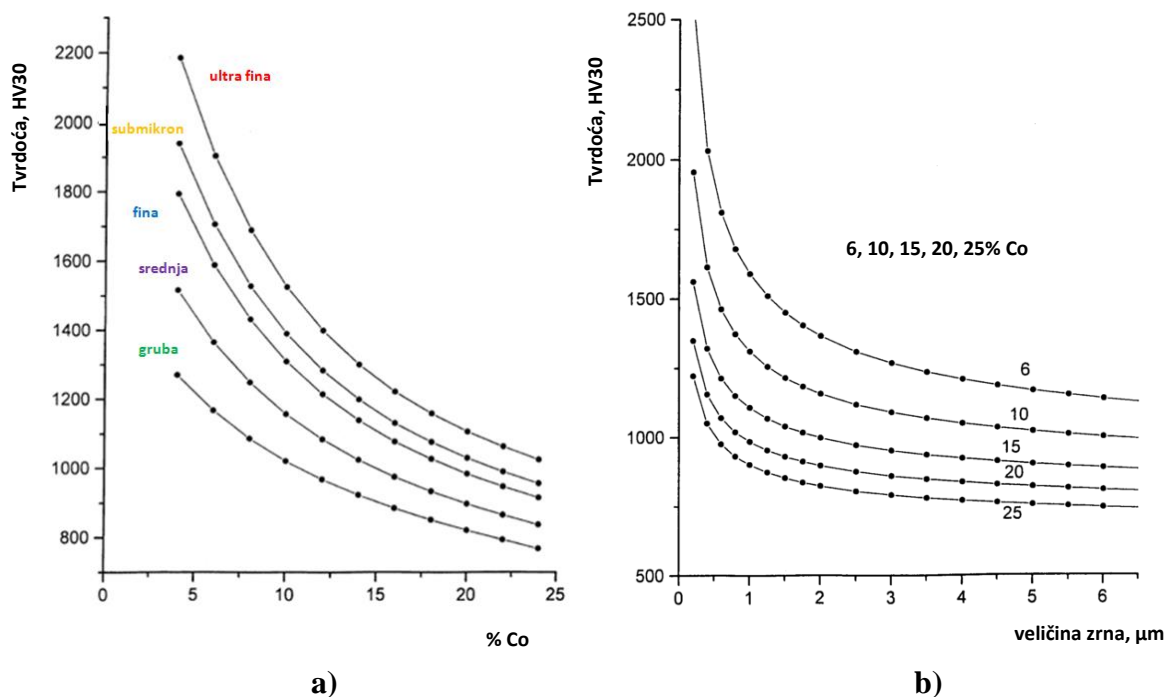 Tvrdoća, HV30
2200
2000
1800
1600
1400
1200
1000
800
ultra fina
submikron
fina
srednja
gruba
0 5 10 15 20 25
% Co
a)
Tvrdoća, HV30
2500
2000
1500
1000
500
6, 10, 15, 20, 25% Co
6
10
15
20
25
0 1 2 3 4 5 6
veličina zrna, µm
b)